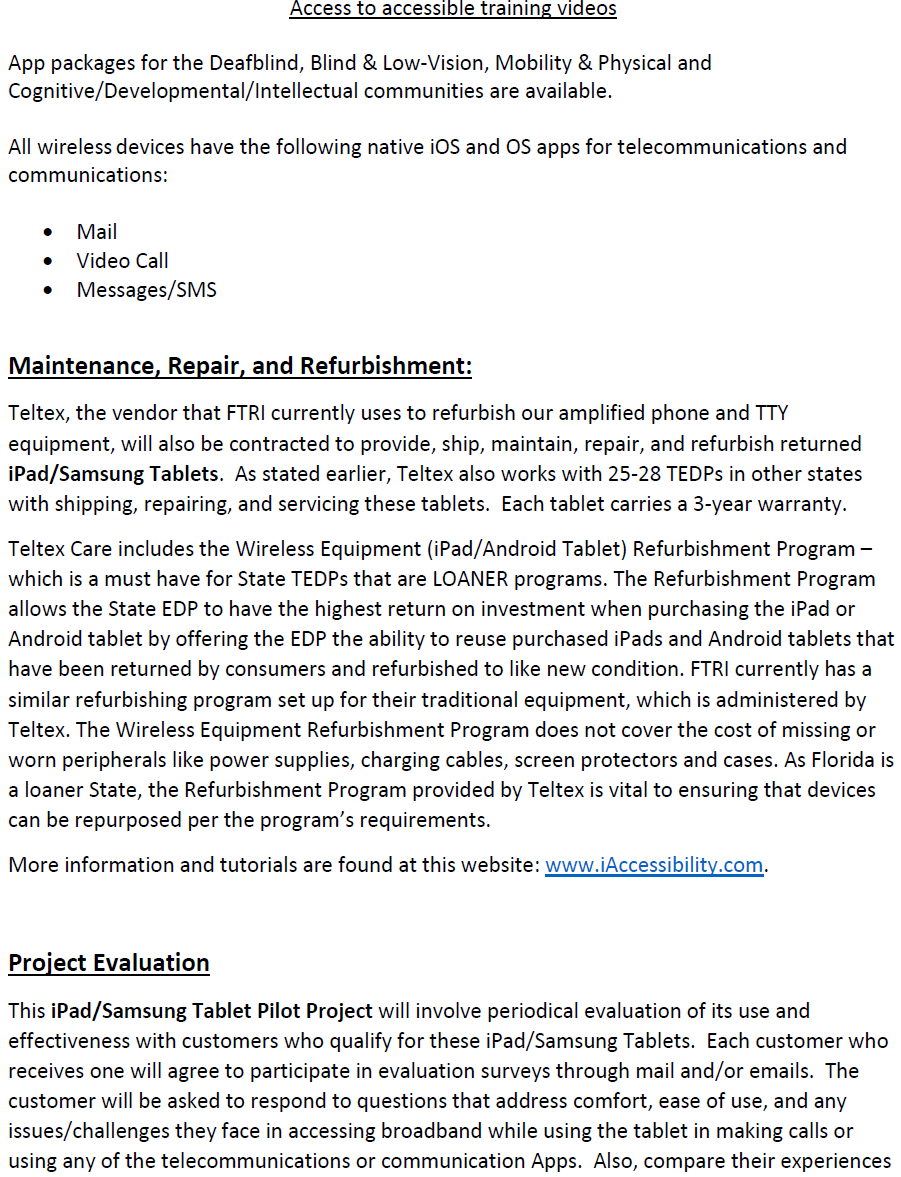 Access to accessible training videos
App packages for the Deafblind, Blind & Low-Vision, Mobility & Physical and
Cognitive/Developmental/Intellectual communities are available.
All wireless devices have the following native iOS and OS apps for telecommunications and
communications:
• Mail
• Video Call
• Messages/SMS
Maintenance, Repair, and Refurbishment:
Teltex, the vendor that FTRI currently uses to refurbish our amplified phone and TTY
equipment, will also be contracted to provide, ship, maintain, repair, and refurbish returned
iPad/Samsung Tablets.  As stated earlier, Teltex also works with 25-28 TEDPs in other states
with shipping, repairing, and servicing these tablets.  Each tablet carries a 3-year warranty.
Teltex Care includes the Wireless Equipment (iPad/Android Tablet) Refurbishment Program –
which is a must have for State TEDPs that are LOANER programs. The Refurbishment Program
allows the State EDP to have the highest return on investment when purchasing the iPad or
Android tablet by offering the EDP the ability to reuse purchased iPads and Android tablets that
have been returned by consumers and refurbished to like new condition. FTRI currently has a
similar refurbishing program set up for their traditional equipment, which is administered by
Teltex. The Wireless Equipment Refurbishment Program does not cover the cost of missing or
worn peripherals like power supplies, charging cables, screen protectors and cases. As Florida is
a loaner State, the Refurbishment Program provided by Teltex is vital to ensuring that devices
can be repurposed per the program’s requirements.
More information and tutorials are found at this website: www.iAccessibility.com.
Project Evaluation
This iPad/Samsung Tablet Pilot Project will involve periodical evaluation of its use and
effectiveness with customers who qualify for these iPad/Samsung Tablets.  Each customer who
receives one will agree to participate in evaluation surveys through mail and/or emails.  The
customer will be asked to respond to questions that address comfort, ease of use, and any
issues/challenges they face in accessing broadband while using the tablet in making calls or
using any of the telecommunications or communication Apps.  Also, compare their experiences